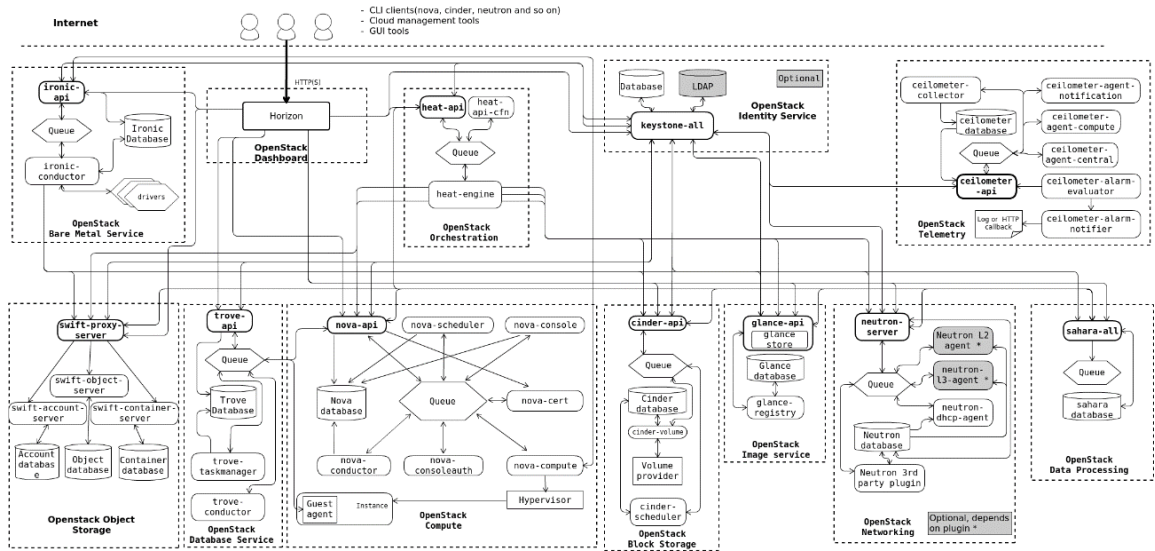 Internet
- CLI clients(nova, cinder, neutron and so on)
- Cloud management tools
- GUI tools
HTTP(S)
ironic-
api
Queue
Ironic
Database
ironic-
conductor
drivers
OpenStack
Bare Metal Service
Horizon
OpenStack
Dashboard
heat-api
heat-
api-cfn
Queue
heat-engine
OpenStack
Orchestration
Database
LDAP
Optional
OpenStack
Identity Service
keystone-all
ceilometer-
collector
ceilometer-agent-
notification
ceilometer
database
ceilometer-
agent-compute
Queue
ceilometer-
agent-central
ceilometer
-api
ceilometer-alarm-
evaluator
OpenStack
Telemetry
Log or HTTP
callback
ceilometer-alarm-
notifier
swift-proxy-
server
swift-object-
server
swift-account-
server
swift-container-
server
Account
databas
e
Object
database
Container
database
Openstack Object
Storage
trove-
api
Queue
Trove
Database
trove-
taskmanager
trove-
conductor
OpenStack
Database Service
nova-api
nova-scheduler
nova-console
Nova
database
Queue
nova-cert
nova-
conductor
nova-
consoleauth
nova-compute
Hypervisor
Guest
agent
Instance
OpenStack
Compute
cinder-api
Queue
Cinder
database
cinder-volume
Volume
provider
cinder-
scheduler
OpenStack
Block Storage
glance-api
glance
store
Glance
database
glance-
registry
OpenStack
Image service
neutron-
server
Neutron L2
agent *
Queue
neutron-
l3-agent *
neutron-
dhcp-agent
Neutron
database
Neutron 3rd
party plugin
OpenStack
Networking
Optional, depends
on plugin *
sahara-all
Queue
sahara
database
OpenStack
Data Processing